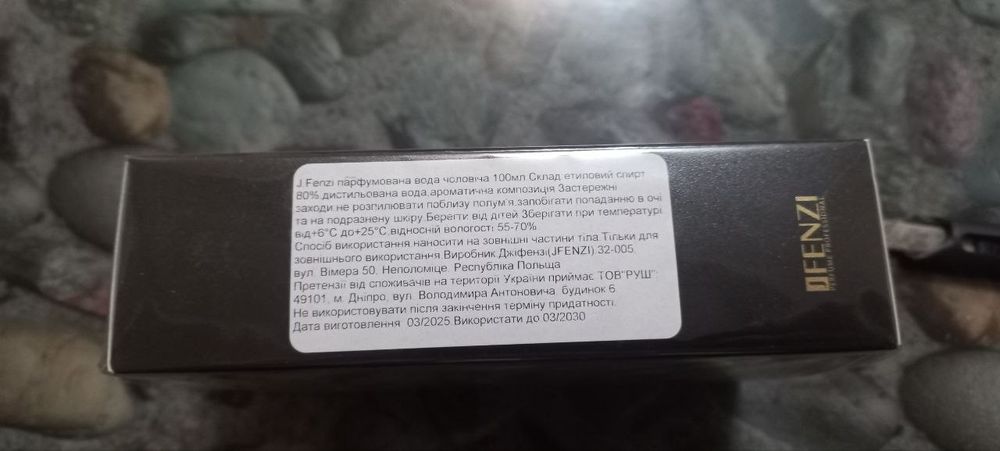 J.Fenzi парфумована вода чоловіча 100мл.Склад етиловий спирт
80% дистильована вода,ароматична композиція Застережні
заходи:не розпилювати поблизу полум'я,запобігати попаданню в очі
та на подразнену шкіру.Берегти від дітей Зберігати при температурі
від+6°С до+25°С,відносній вологості 55-70%
Спосіб використання наносити на зовнішні частини тіла.Тільки для
зовнішнього використання.Виробник.Джіфензі(JFENZI).32-005,
вул. Вімера 50, Неполоміце, Республіка Польща
Претензії від споживачів на території України приймає ТОВ"РУШ":
49101, м. Дніпро, вул. Володимира Антоновича, будинок 6.
Не використовувати після закінчення терміну придатності.
Дата виготовлення 03/2025 Використати до 03/2030
JFENZI
PERFUME PROFESSIONAL